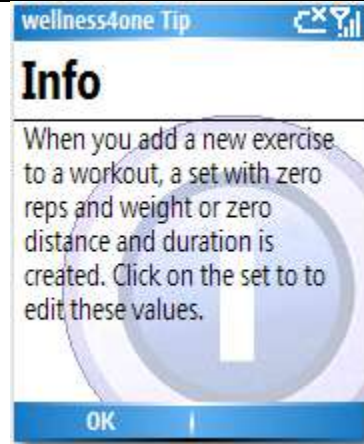 wellness4one Tip
Info
When you add a new exercise
to a workout, a set with zero
reps and weight or zero
distance and duration is
created. Click on the set to to
edit these values.
OK